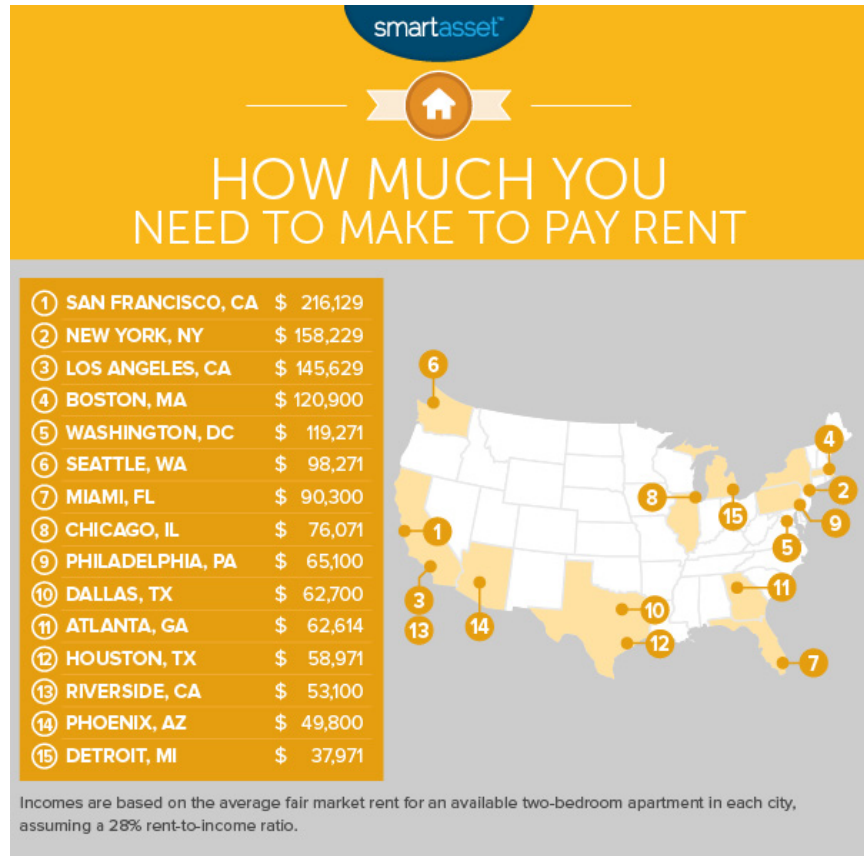 smartasset™
HOW MUCH YOU
NEED TO MAKE TO PAY RENT
1 SAN FRANCISCO, CA $ 216,129
2 NEW YORK, NY $ 158,229
3 LOS ANGELES, CA $ 145,629
4 BOSTON, MA $ 120,900
5 WASHINGTON, DC $ 119,271
6 SEATTLE, WA $ 98,271
7 MIAMI, FL $ 90,300
8 CHICAGO, IL $ 76,071
9 PHILADELPHIA, PA $ 65,100
10 DALLAS, TX $ 62,700
11 ATLANTA, GA $ 62,614
12 HOUSTON, TX $ 58,971
13 RIVERSIDE, CA $ 53,100
14 PHOENIX, AZ $ 49,800
15 DETROIT, MI $ 37,971
6
4
8
2
15
9
1
5
11
3
10
13
14
12
7
Incomes are based on the average fair market rent for an available two-bedroom apartment in each city,
assuming a 28% rent-to-income ratio.